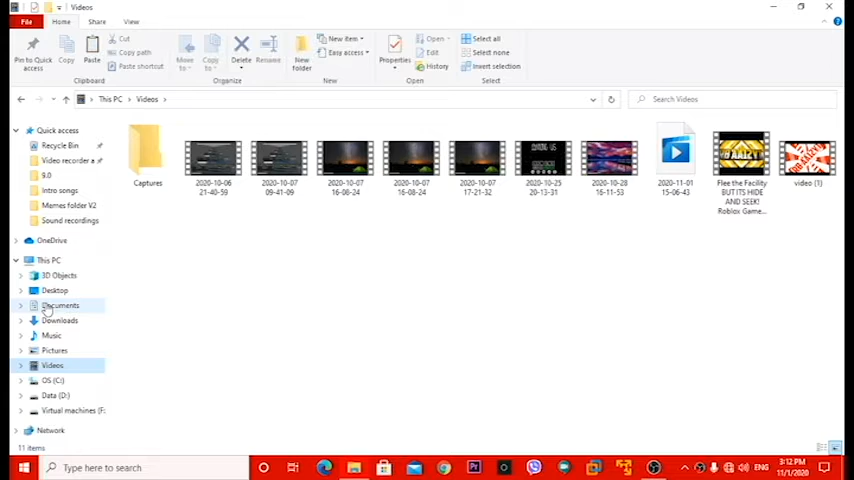 Videos
File Home Share View
Pin to Quick access
Copy
Paste
Cut
Copy path
Paste shortcut
Clipboard
Move to
Copy to
Delete
Rename
Organize
New folder
New item
Easy access
New
Properties
Open
Edit
History
Open
Select all
Select none
Invert selection
Select
This PC > Videos >
Search Videos
Quick access
Recycle Bin
Video recorder a
9.0
Intro songs
Memes folder V2
Sound recordings
OneDrive
This PC
3D Objects
Desktop
Documents
Downloads
Music
Pictures
Videos
OS (C:)
Data (D:)
Virtual machines (F:
Network
Captures
2020-10-06
21-40-59
2020-10-07
09-41-09
2020-10-07
16-08-24
2020-10-07
16-08-24
2020-10-07
17-21-32
AMONG US
2020-10-25
20-13-31
2020-10-28
16-11-53
2020-11-01
15-06-43
Flee the Facility
BUT ITS HIDE
AND SEEK!
Roblox Game...
video (1)
11 items
Type here to search
Pr
ENG
3:12 PM
11/1/2020